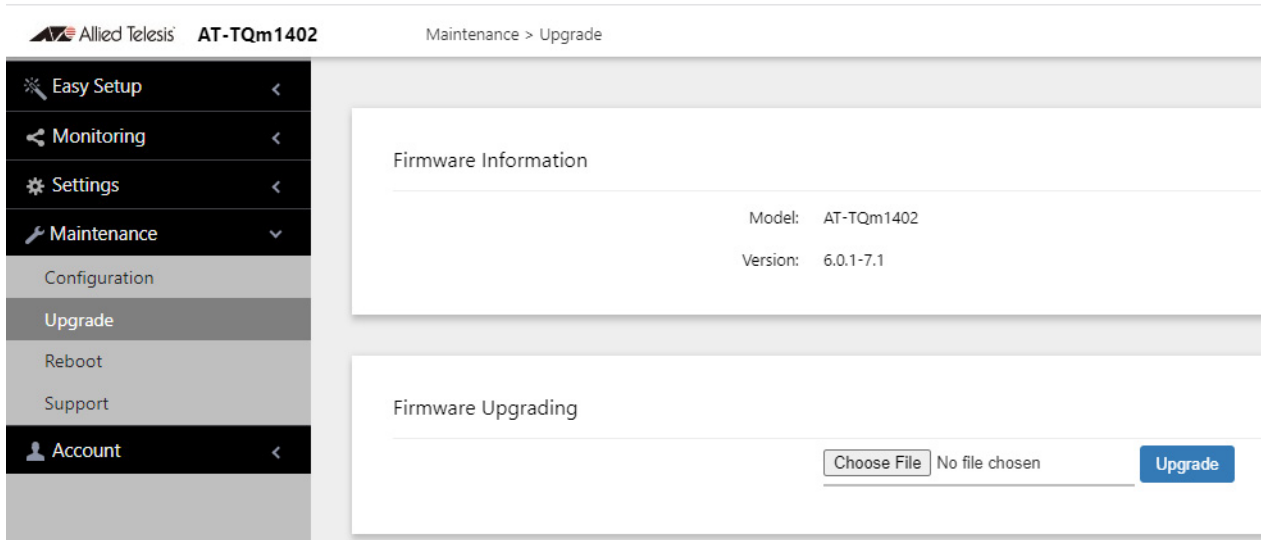 Allied Telesis AT-TQm1402 Maintenance > Upgrade
Easy Setup
Monitoring
Settings
Maintenance
Configuration
Upgrade
Reboot
Support
Account
Firmware Information
Model: AT-TQm1402
Version: 6.0.1-7.1
Firmware Upgrading
Choose File No file chosen Upgrade